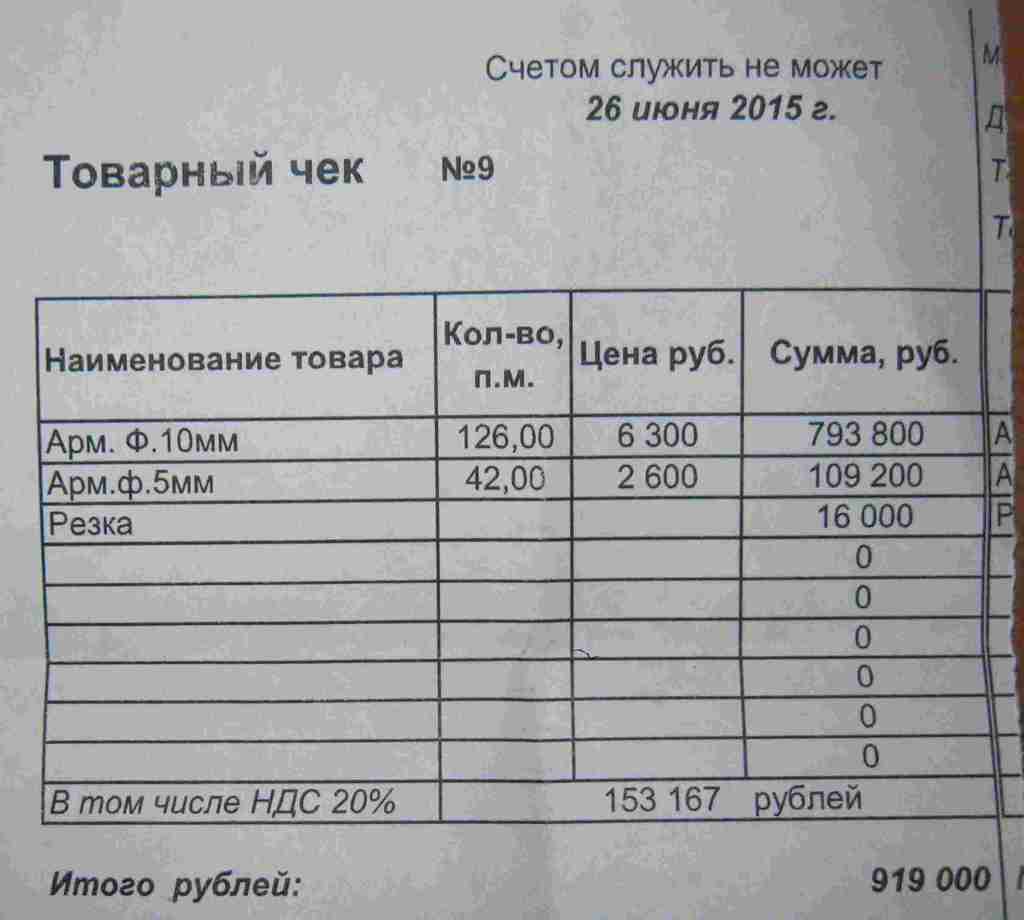 Счетом служить не может
26 июня 2015 г.
Товарный чек №9
Наименование товара Кол-во, п.м. Цена руб. Сумма, руб.
Арм. Ф.10мм 126,00 6 300 793 800
Арм.ф.5мм 42,00 2 600 109 200
Резка 16 000
0
0
0
0
0
0
В том числе НДС 20% 153 167 рублей
Итого рублей: 919 000